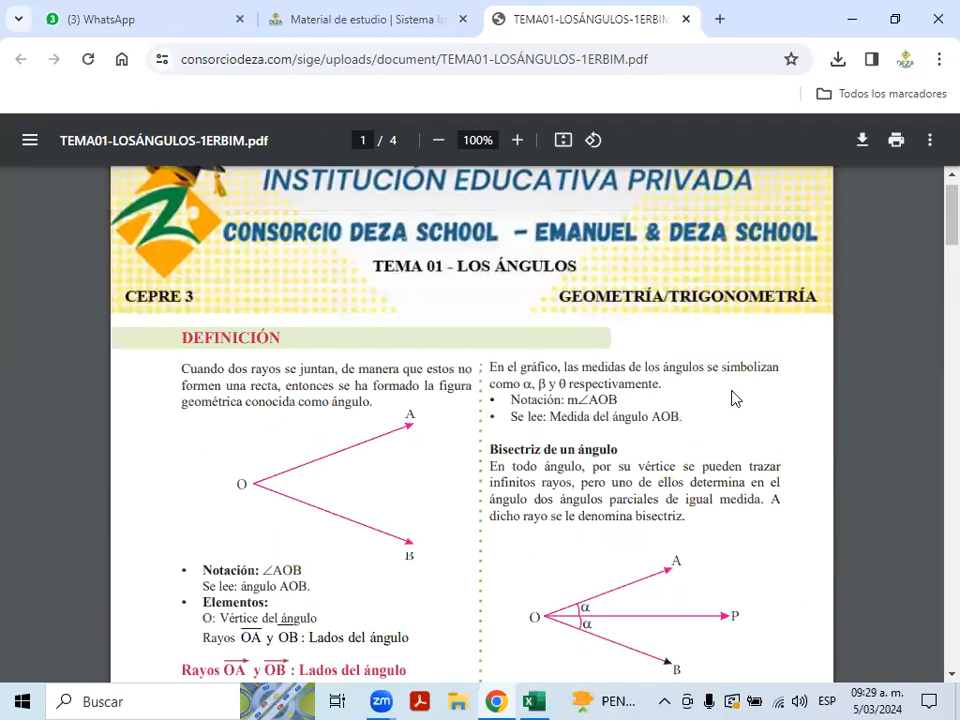 (3) WhatsApp
Material de estudio | Sistema In
TEMA01-LOSÁNGULOS-1ERBIM
consorciodeza.com/sige/uploads/document/TEMA01-LOSÁNGULOS-1ERBIM.pdf
DEZA
Todos los marcadores
TEMA01-LOSÁNGULOS-1ERBIM.pdf
1 / 4
100%
INSTITUCIÓN EDUCATIVA PRIVADA
CONSORCIO DEZA SCHOOL – EMANUEL & DEZA SCHOOL
TEMA 01 - LOS ÁNGULOS
CEPRE 3
GEOMETRÍA/TRIGONOMETRÍA
DEFINICIÓN
Cuando dos rayos se juntan, de manera que estos no
formen una recta, entonces se ha formado la figura
geométrica conocida como ángulo.
A
O
B
• Notación: ∠AOB
Se lee: ángulo AOB.
• Elementos:
O: Vértice del ángulo
Rayos OA y OB : Lados del ángulo
Rayos OA y OB : Lados del ángulo
En el gráfico, las medidas de los ángulos se simbolizan
como α, β y θ respectivamente.
• Notación: m∠AOB
• Se lee: Medida del ángulo AOB.
Bisectriz de un ángulo
En todo ángulo, por su vértice se pueden trazar
infinitos rayos, pero uno de ellos determina en el
ángulo dos ángulos parciales de igual medida. A
dicho rayo se le denomina bisectriz.
A
α
O
P
α
B
Buscar
zm
PEN...
ESP
09:29 a. m.
5/03/2024